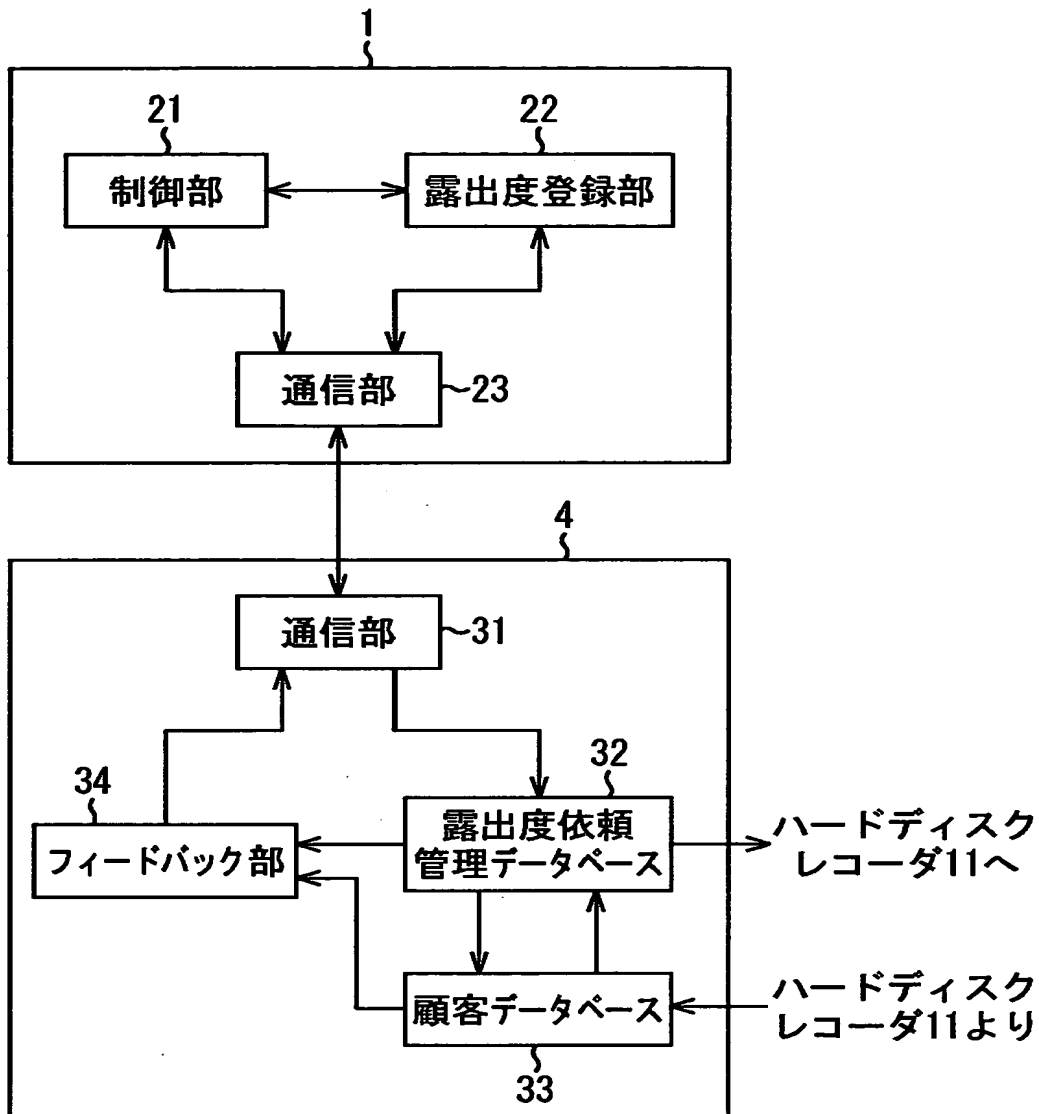 1
21
22
制御部
露出度登録部
通信部
23
4
通信部
31
32
34
露出度依頼
管理データベース
フィードバック部
ハードディスク
レコーダ11へ
顧客データベース
ハードディスク
レコーダ11より
33